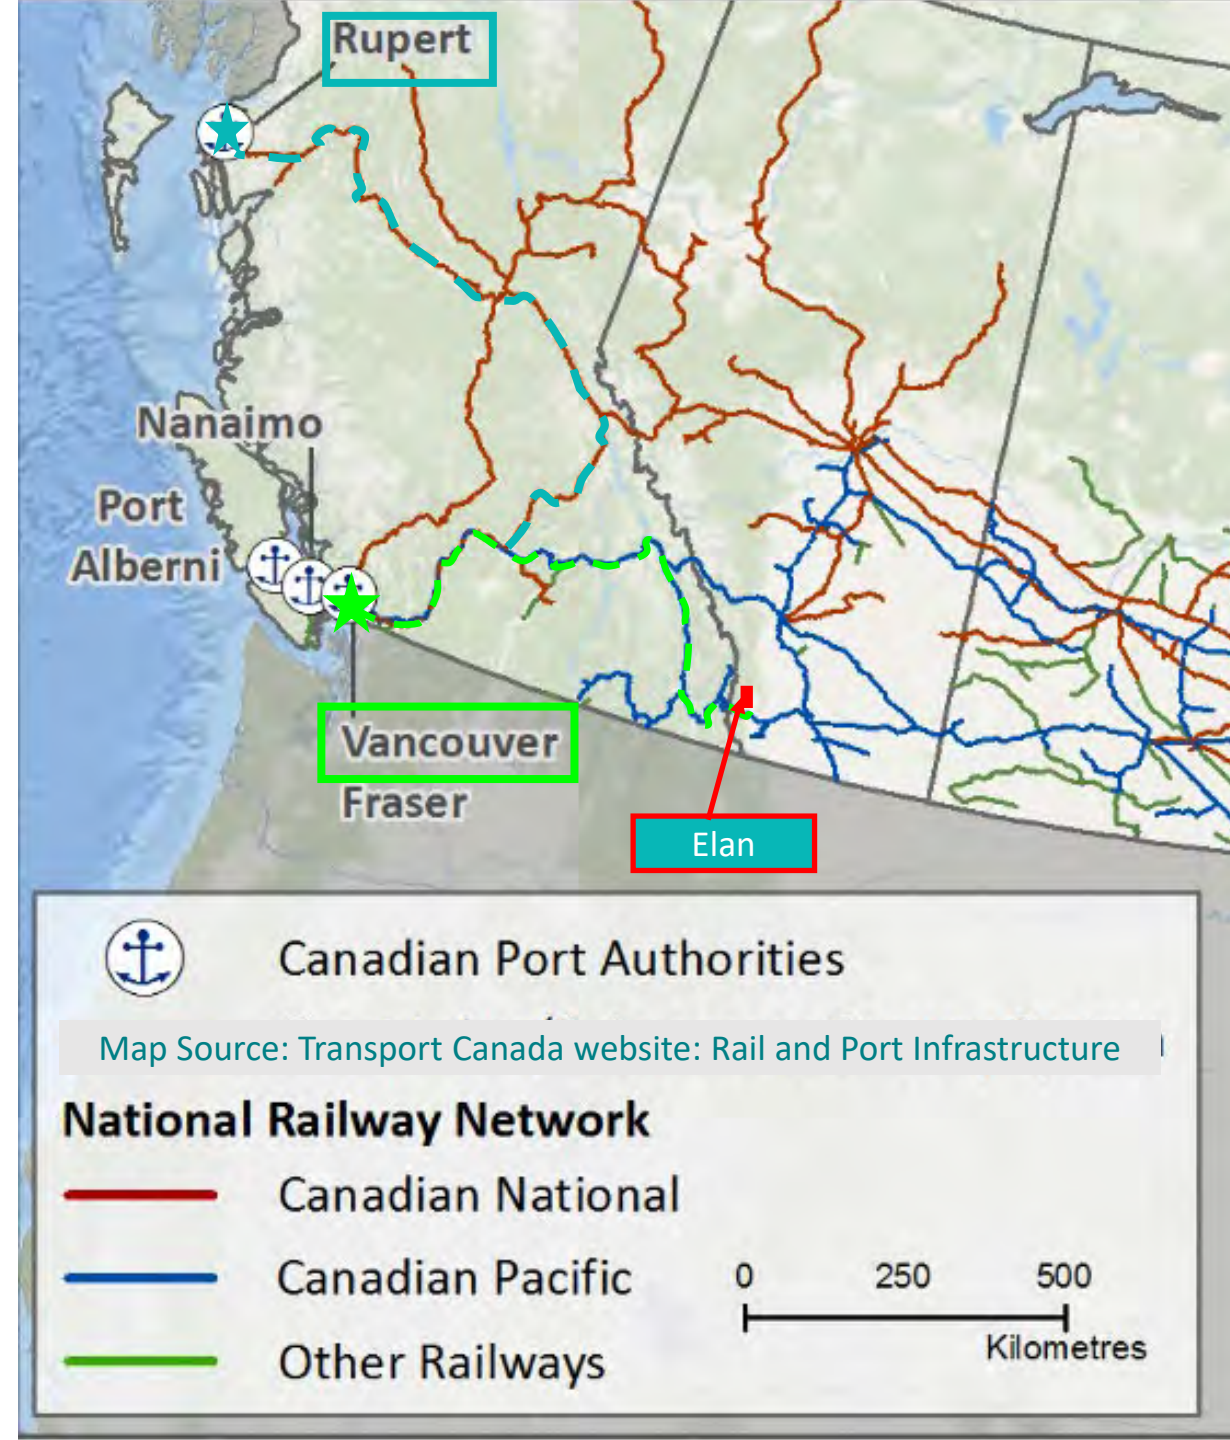 Rupert
Nanaimo
Port
Alberni
Vancouver
Fraser
Elan
Canadian Port Authorities
Map Source: Transport Canada website: Rail and Port Infrastructure
National Railway Network
Canadian National
Canadian Pacific
0 250 500
Kilometres
Other Railways